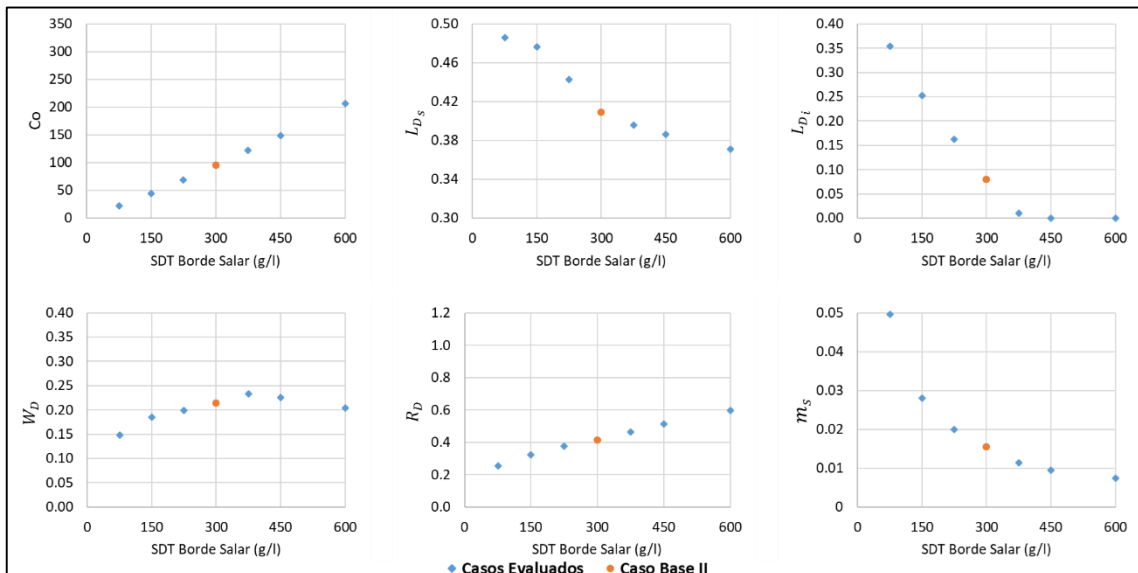 350
300
250
200
150
100
50
0
Co
0 150 300 450 600
SDT Borde Salar (g/l)
0.50
0.46
0.42
0.38
0.34
0.30
L_{D_s}
0 150 300 450 600
SDT Borde Salar (g/l)
0.40
0.35
0.30
0.25
0.20
0.15
0.10
0.05
0.00
L_{D_i}
0 150 300 450 600
SDT Borde Salar (g/l)
0.40
0.35
0.30
0.25
0.20
0.15
0.10
0.05
0.00
W_D
0 150 300 450 600
SDT Borde Salar (g/l)
1.2
1.0
0.8
0.6
0.4
0.2
0.0
R_D
0 150 300 450 600
SDT Borde Salar (g/l)
0.05
0.04
0.03
0.02
0.01
0
m_s
0 150 300 450 600
SDT Borde Salar (g/l)
Casos Evaluados Caso Base II